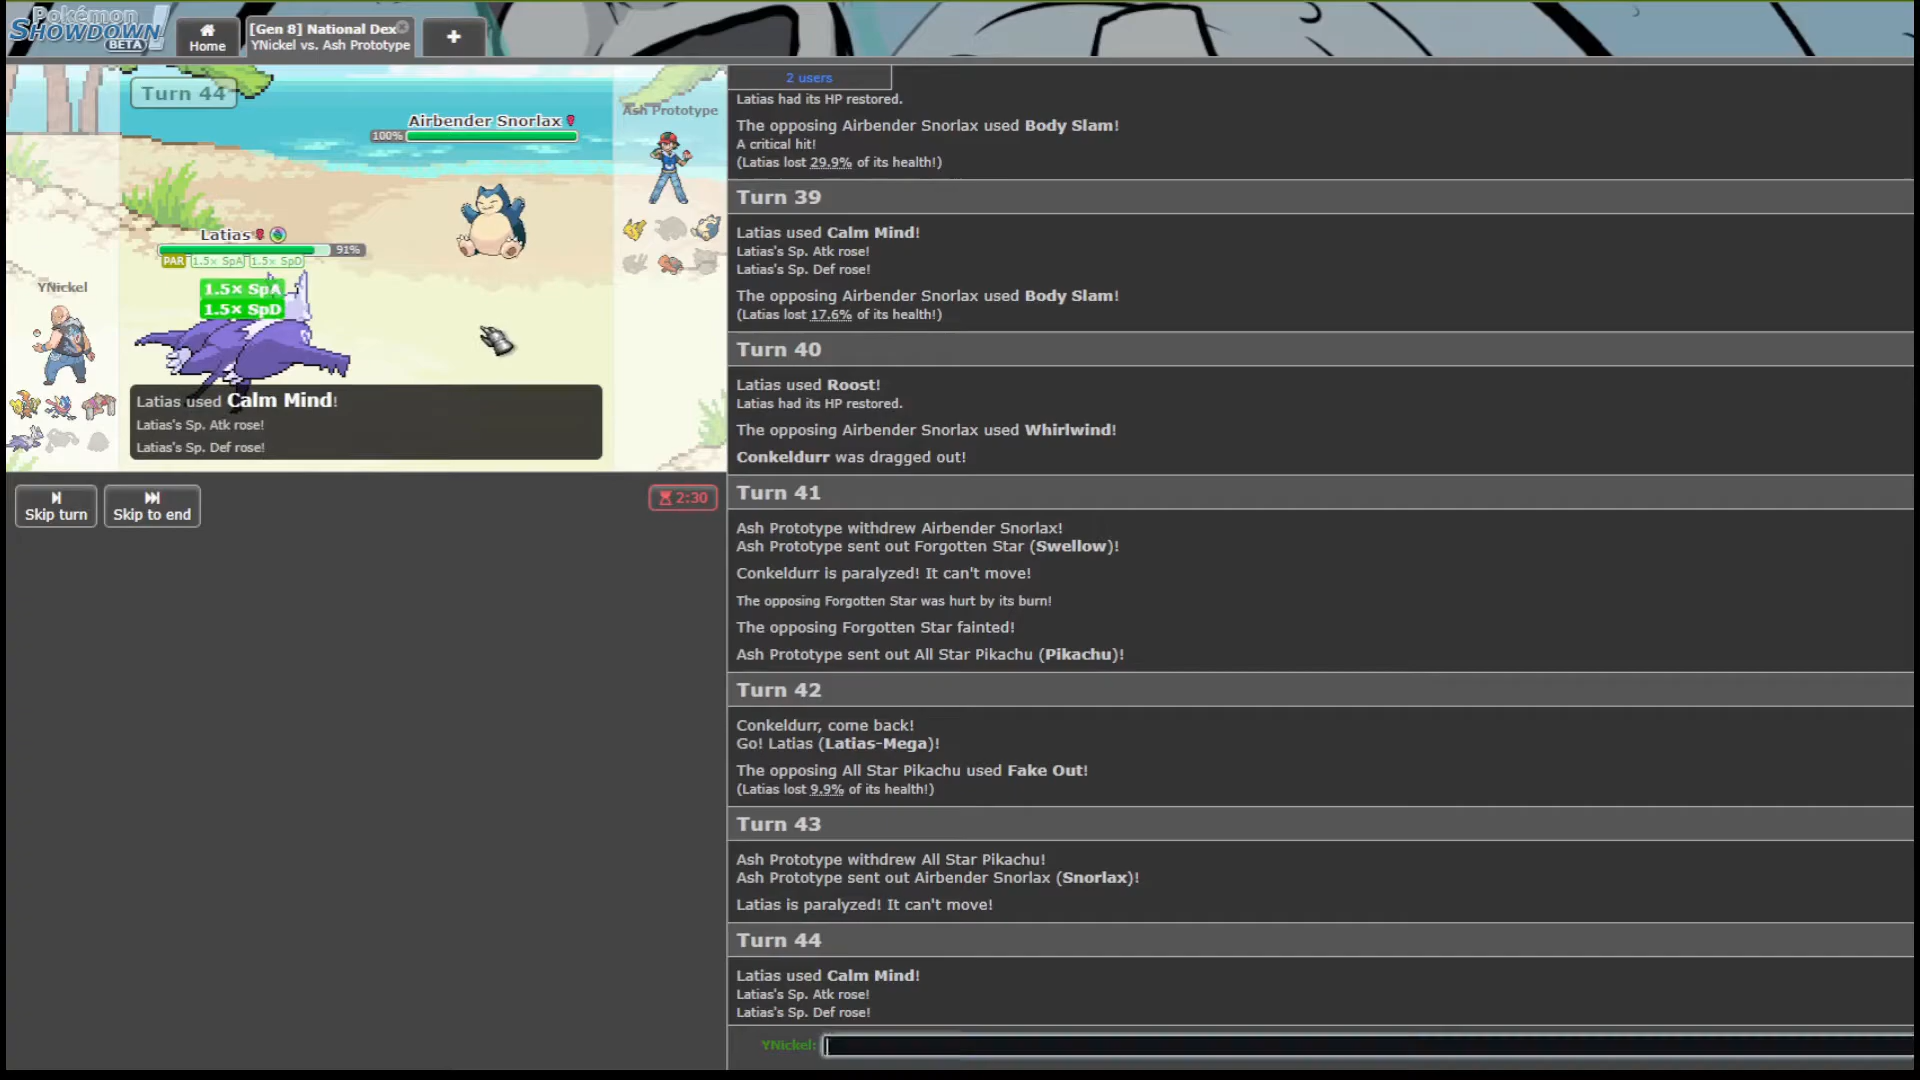 Pokémon
SHOWDOWN!
BETA
Home
[Gen 8] National Dex
YNickel vs. Ash Prototype
Turn 44
Airbender Snorlax
100%
Latias
91%
PAR 1.5× SpA 1.5× SpD
1.5× SpA
1.5× SpD
Ash Prototype
YNickel
Latias used Calm Mind!
Latias's Sp. Atk rose!
Latias's Sp. Def rose!
Skip turn
Skip to end
2:30
2 users
Latias had its HP restored.
The opposing Airbender Snorlax used Body Slam!
A critical hit!
(Latias lost 29.9% of its health!)
Turn 39
Latias used Calm Mind!
Latias's Sp. Atk rose!
Latias's Sp. Def rose!
The opposing Airbender Snorlax used Body Slam!
(Latias lost 17.6% of its health!)
Turn 40
Latias used Roost!
Latias had its HP restored.
The opposing Airbender Snorlax used Whirlwind!
Conkeldurr was dragged out!
Turn 41
Ash Prototype withdrew Airbender Snorlax!
Ash Prototype sent out Forgotten Star (Swellow)!
Conkeldurr is paralyzed! It can't move!
The opposing Forgotten Star was hurt by its burn!
The opposing Forgotten Star fainted!
Ash Prototype sent out All Star Pikachu (Pikachu)!
Turn 42
Conkeldurr, come back!
Go! Latias (Latias-Mega)!
The opposing All Star Pikachu used Fake Out!
(Latias lost 9.9% of its health!)
Turn 43
Ash Prototype withdrew All Star Pikachu!
Ash Prototype sent out Airbender Snorlax (Snorlax)!
Latias is paralyzed! It can't move!
Turn 44
Latias used Calm Mind!
Latias's Sp. Atk rose!
Latias's Sp. Def rose!
YNickel: